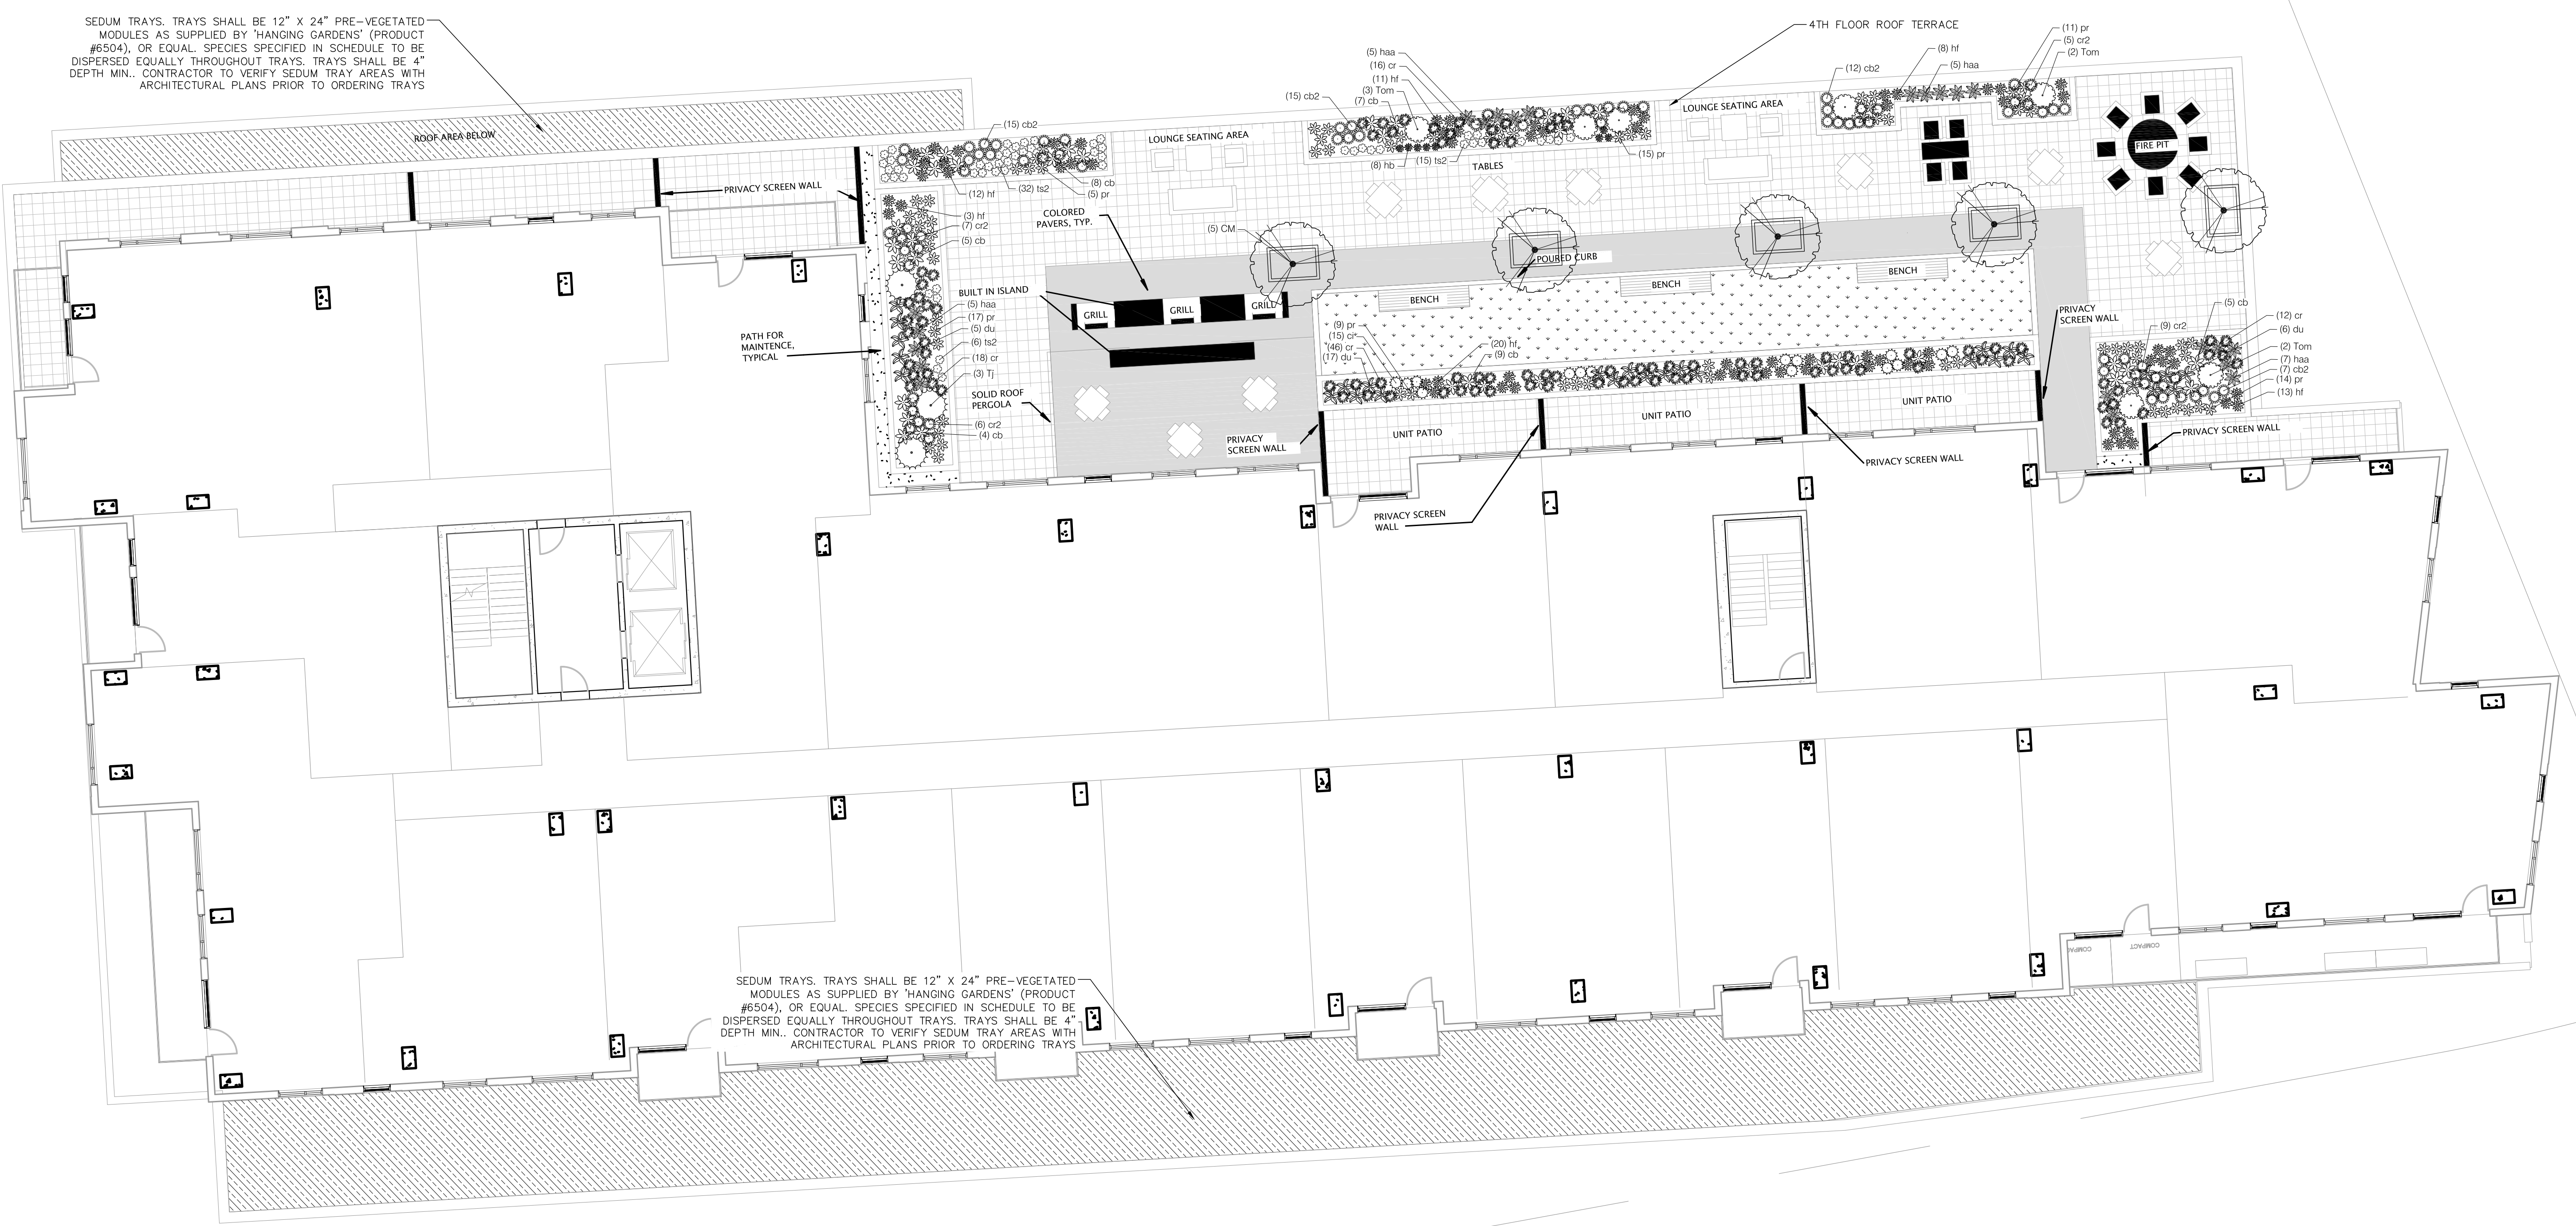 SEDUM TRAYS. TRAYS SHALL BE 12" X 24" PRE-VEGETATED
MODULES AS SUPPLIED BY 'HANGING GARDENS' (PRODUCT
#6504), OR EQUAL. SPECIES SPECIFIED IN SCHEDULE TO BE
DISPERSED EQUALLY THROUGHOUT TRAYS. TRAYS SHALL BE 4"
DEPTH MIN.. CONTRACTOR TO VERIFY SEDUM TRAY AREAS WITH
ARCHITECTURAL PLANS PRIOR TO ORDERING TRAYS
ROOF AREA BELOW
PRIVACY SCREEN WALL
(15) cb2
(12) hf
(32) ts2
(5) pr
(8) cb
LOUNGE SEATING AREA
COLORED
PAVERS, TYP.
(5) haa
(16) cr
(11) hf
(3) Tom
(7) cb
(15) cb2
(8) hb
(15) ts2
TABLES
(15) pr
4TH FLOOR ROOF TERRACE
LOUNGE SEATING AREA
(12) cb2
(8) hf
(5) haa
(11) pr
(5) cr2
(2) Tom
FIRE PIT
(3) hf
(7) cr2
(5) cb
(5) CM
POURED CURB
BUILT IN ISLAND
GRILL
GRILL
GRILL
BENCH
BENCH
BENCH
PATH FOR
MAINTENCE,
TYPICAL
(5) haa
(17) pr
(5) du
(6) ts2
(18) cr
(3) Tj
(6) cr2
(4) cb
SOLID ROOF
PERGOLA
(9) pr
(15) ci
(46) cr
(17) du
(20) hf
(9) cb
PRIVACY
SCREEN WALL
UNIT PATIO
UNIT PATIO
UNIT PATIO
PRIVACY
SCREEN WALL
(9) cr2
(5) cb
(12) cr
(6) du
(2) Tom
(7) haa
(7) cb2
(14) pr
(13) hf
PRIVACY SCREEN WALL
PRIVACY SCREEN WALL
PRIVACY SCREEN
WALL
COMPACT
SEDUM TRAYS. TRAYS SHALL BE 12" X 24" PRE-VEGETATED
MODULES AS SUPPLIED BY 'HANGING GARDENS' (PRODUCT
#6504), OR EQUAL. SPECIES SPECIFIED IN SCHEDULE TO BE
DISPERSED EQUALLY THROUGHOUT TRAYS. TRAYS SHALL BE 4"
DEPTH MIN.. CONTRACTOR TO VERIFY SEDUM TRAY AREAS WITH
ARCHITECTURAL PLANS PRIOR TO ORDERING TRAYS